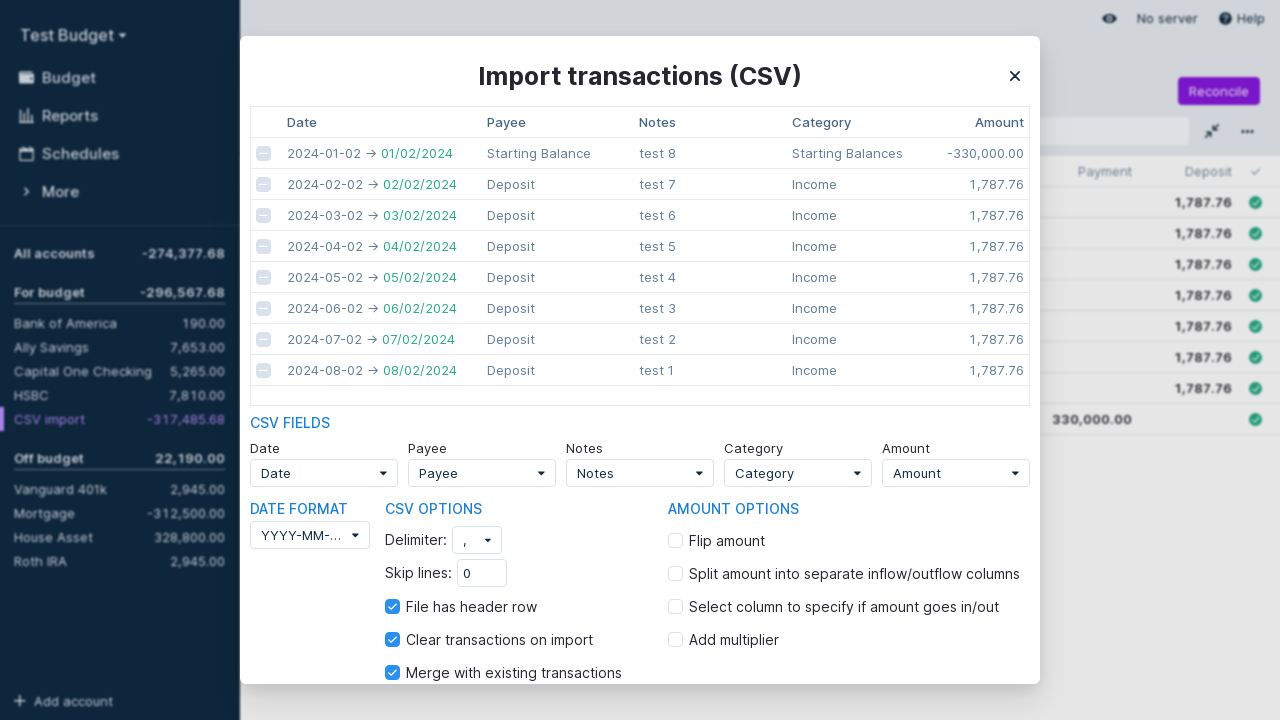 Test Budget
Budget
Reports
Schedules
More
All accounts -274,377.68
For budget -296,567.68
Bank of America 190.00
Ally Savings 7,653.00
Capital One Checking 5,265.00
HSBC 7,810.00
CSV import -317,485.68
Off budget 22,190.00
Vanguard 401k 2,945.00
Mortgage -312,500.00
House Asset 328,800.00
Roth IRA 2,945.00
Add account
No server Help
Reconcile
Payment Deposit
1,787.76
1,787.76
1,787.76
1,787.76
1,787.76
1,787.76
1,787.76
330,000.00
Import transactions (CSV)
Date Payee Notes Category Amount
2024-01-02 → 01/02/2024 Starting Balance test 8 Starting Balances -330,000.00
2024-02-02 → 02/02/2024 Deposit test 7 Income 1,787.76
2024-03-02 → 03/02/2024 Deposit test 6 Income 1,787.76
2024-04-02 → 04/02/2024 Deposit test 5 Income 1,787.76
2024-05-02 → 05/02/2024 Deposit test 4 Income 1,787.76
2024-06-02 → 06/02/2024 Deposit test 3 Income 1,787.76
2024-07-02 → 07/02/2024 Deposit test 2 Income 1,787.76
2024-08-02 → 08/02/2024 Deposit test 1 Income 1,787.76
CSV FIELDS
Date Payee Notes Category Amount
Date Payee Notes Category Amount
DATE FORMAT
YYYY-MM-...
CSV OPTIONS
Delimiter: ,
Skip lines: 0
File has header row
Clear transactions on import
Merge with existing transactions
AMOUNT OPTIONS
Flip amount
Split amount into separate inflow/outflow columns
Select column to specify if amount goes in/out
Add multiplier